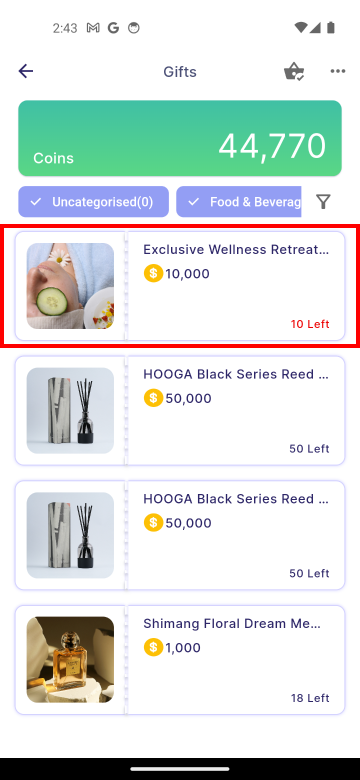 2:43
Gifts
Coins
44,770
Uncategorised(0)
Food & Beverag
Exclusive Wellness Retreat...
10,000
10 Left
HOOGA Black Series Reed ...
50,000
50 Left
HOOGA Black Series Reed ...
50,000
50 Left
Shimang Floral Dream Me...
1,000
18 Left